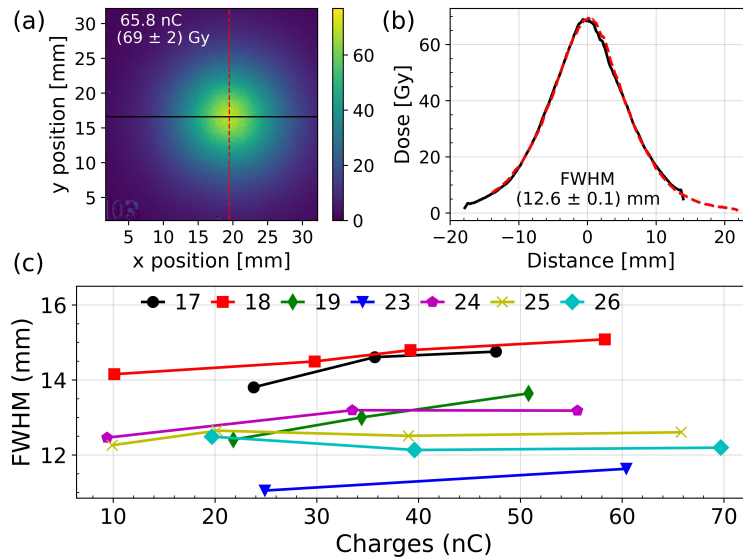 (a)
65.8 nC
(69 ± 2) Gy
y position [mm]
30
25
20
15
10
5
5 10 15 20 25 30
x position [mm]
60
40
20
0
(b)
Dose [Gy]
60
40
20
0
FWHM
(12.6 ± 0.1) mm
−20 −10 0 10 20
Distance [mm]
(c)
17 18 19 23 24 25 26
FWHM (mm)
16
14
12
10 20 30 40 50 60 70
Charges (nC)